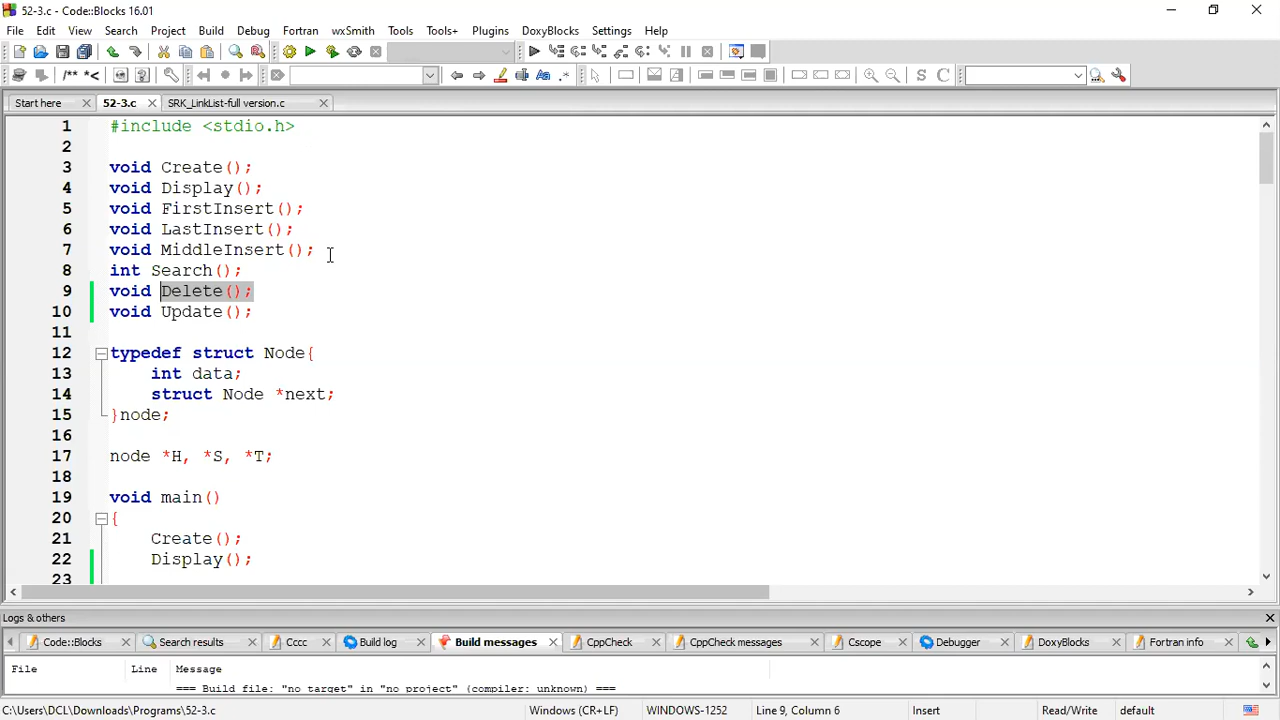 52-3.c - Code::Blocks 16.01
File Edit View Search Project Build Debug Fortran wxSmith Tools Tools+ Plugins DoxyBlocks Settings Help
/** *< S C
Start here 52-3.c SRK_LinkList-full version.c
1 #include <stdio.h>
2
3 void Create();
4 void Display();
5 void FirstInsert();
6 void LastInsert();
7 void MiddleInsert();
8 int Search();
9 void Delete();
10 void Update();
11
12 typedef struct Node{
13 int data;
14 struct Node *next;
15 }node;
16
17 node *H, *S, *T;
18
19 void main()
20 {
21 Create();
22 Display();
23
Logs & others
Code::Blocks Search results Cccc Build log Build messages CppCheck CppCheck messages Cscope Debugger DoxyBlocks Fortran info
File Line Message
=== Build file: "no target" in "no project" (compiler: unknown) ===
C:\Users\DCL\Downloads\Programs\52-3.c Windows (CR+LF) WINDOWS-1252 Line 9, Column 6 Insert Read/Write default